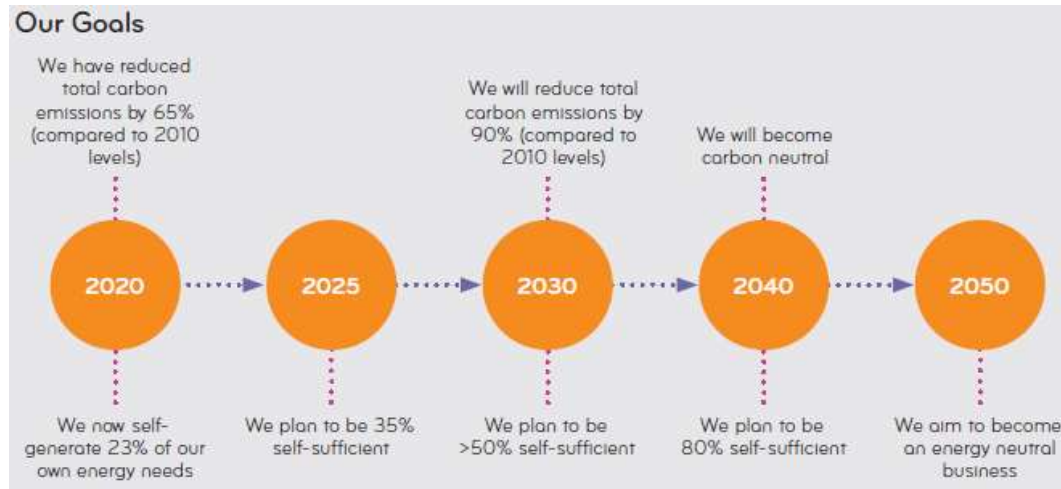 Our Goals
We have reduced
total carbon
emissions by 65%
(compared to 2010
levels)
We will reduce total
carbon emissions by
90% (compared to
2010 levels)
We will become
carbon neutral
2020
2025
2030
2040
2050
We now self-
generate 23% of our
own energy needs
We plan to be 35%
self-sufficient
We plan to be
>50% self-sufficient
We plan to be
80% self-sufficient
We aim to become
an energy neutral
business